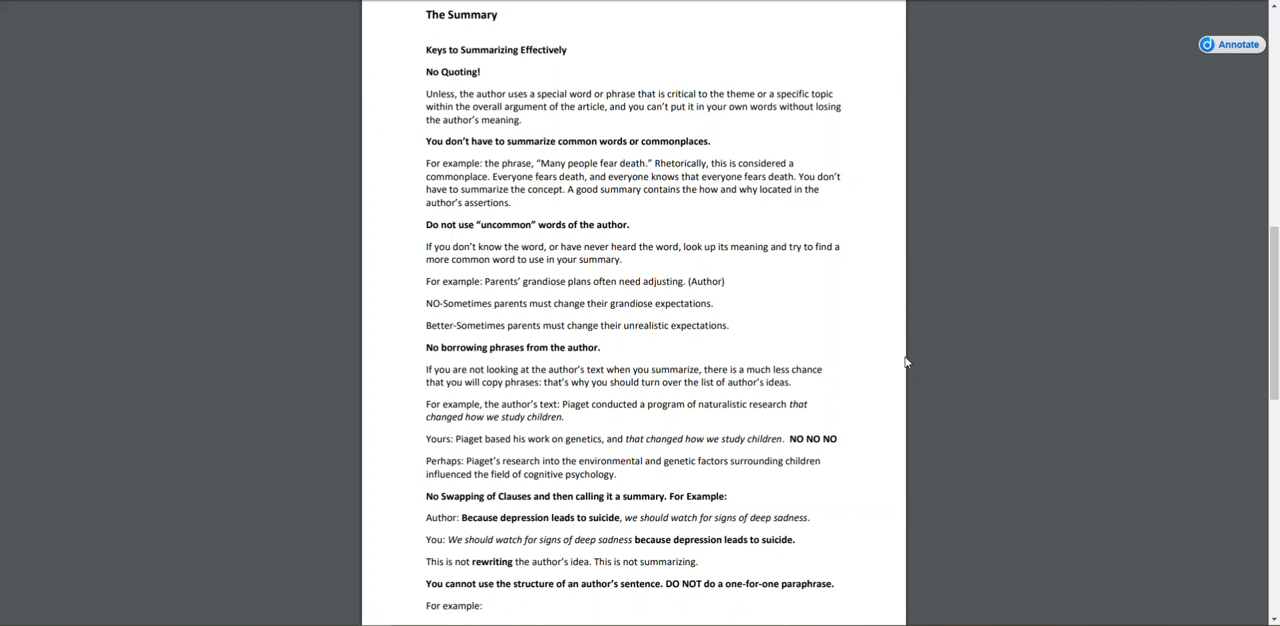 The Summary
Annotate
Keys to Summarizing Effectively
No Quoting!
Unless, the author uses a special word or phrase that is critical to the theme or a specific topic
within the overall argument of the article, and you can’t put it in your own words without losing
the author’s meaning.
You don’t have to summarize common words or commonplaces.
For example: the phrase, “Many people fear death.” Rhetorically, this is considered a
commonplace. Everyone fears death, and everyone knows that everyone fears death. You don’t
have to summarize the concept. A good summary contains the how and why located in the
author’s assertions.
Do not use “uncommon” words of the author.
If you don’t know the word, or have never heard the word, look up its meaning and try to find a
more common word to use in your summary.
For example: Parents’ grandiose plans often need adjusting. (Author)
NO-Sometimes parents must change their grandiose expectations.
Better-Sometimes parents must change their unrealistic expectations.
No borrowing phrases from the author.
If you are not looking at the author’s text when you summarize, there is a much less chance
that you will copy phrases: that’s why you should turn over the list of author’s ideas.
For example, the author’s text: Piaget conducted a program of naturalistic research that
changed how we study children.
Yours: Piaget based his work on genetics, and that changed how we study children. NO NO NO
Perhaps: Piaget’s research into the environmental and genetic factors surrounding children
influenced the field of cognitive psychology.
No Swapping of Clauses and then calling it a summary. For Example:
Author: Because depression leads to suicide, we should watch for signs of deep sadness.
You: We should watch for signs of deep sadness because depression leads to suicide.
This is not rewriting the author’s idea. This is not summarizing.
You cannot use the structure of an author’s sentence. DO NOT do a one-for-one paraphrase.
For example: